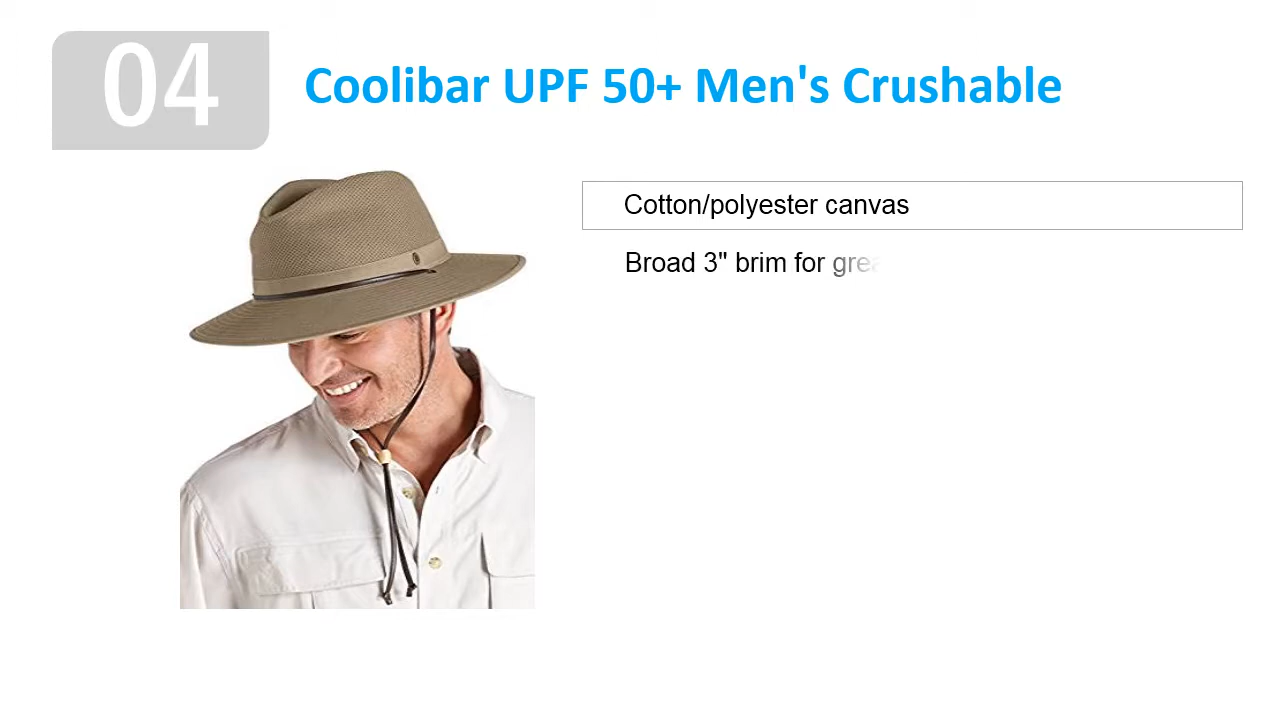 04
Coolibar UPF 50+ Men's Crushable
Cotton/polyester canvas
Broad 3" brim for